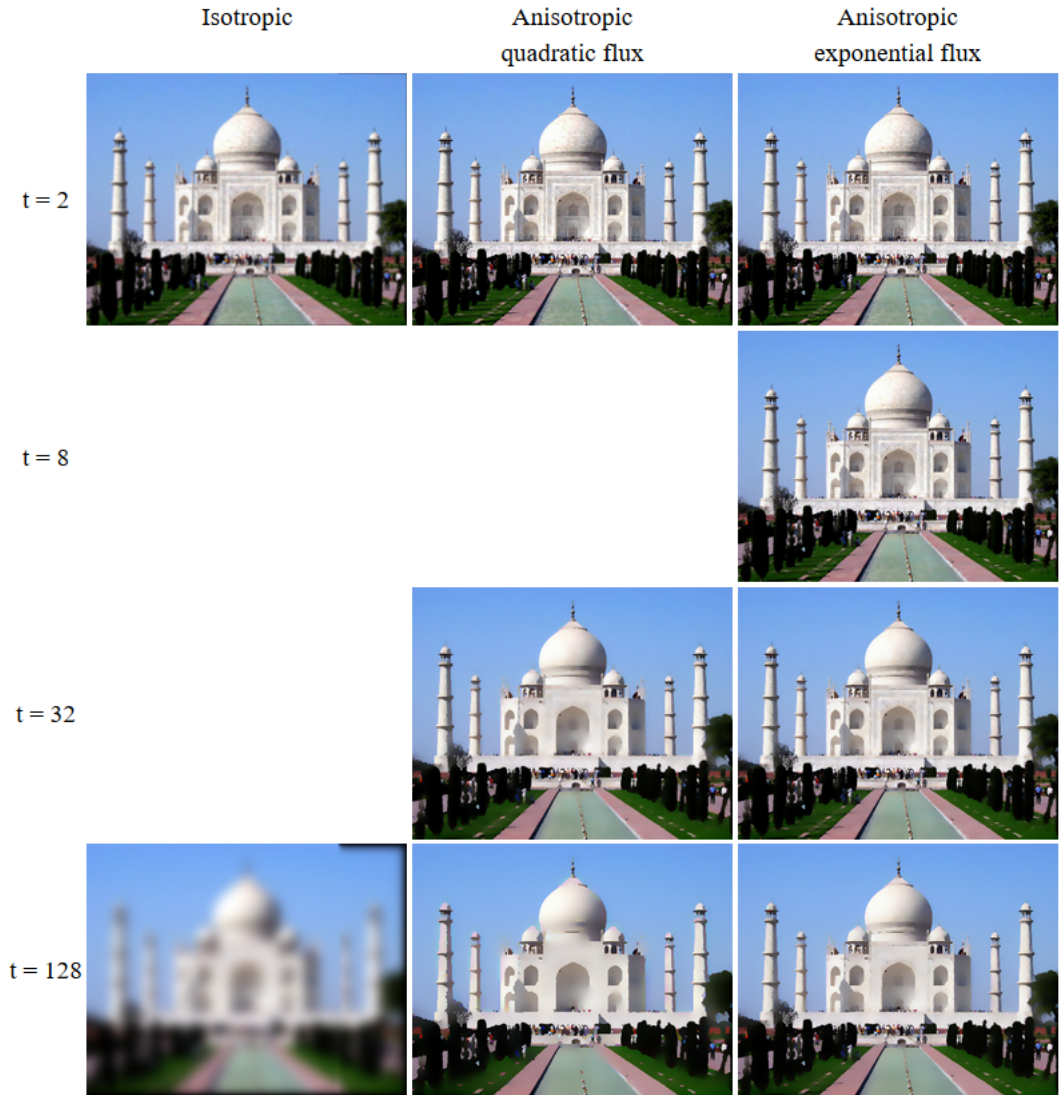 Isotropic
Anisotropic
quadratic flux
Anisotropic
exponential flux
t = 2
t = 8
t = 32
t = 128